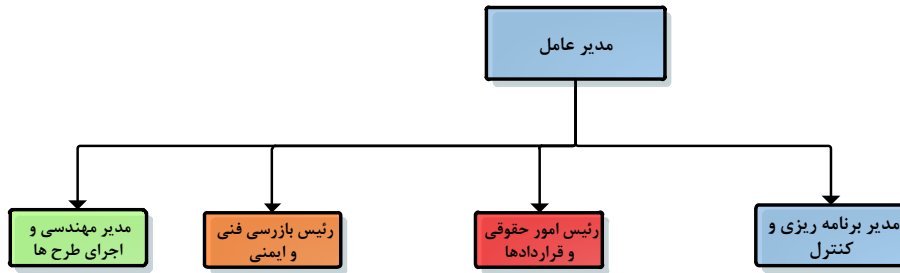 مدیر عامل
مدیر برنامه ریزی و
کنترل
رئیس امور حقوقی
و قراردادها
رئیس بازرسی فنی
و ایمنی
مدیر مهندسی و
اجرای طرح ها